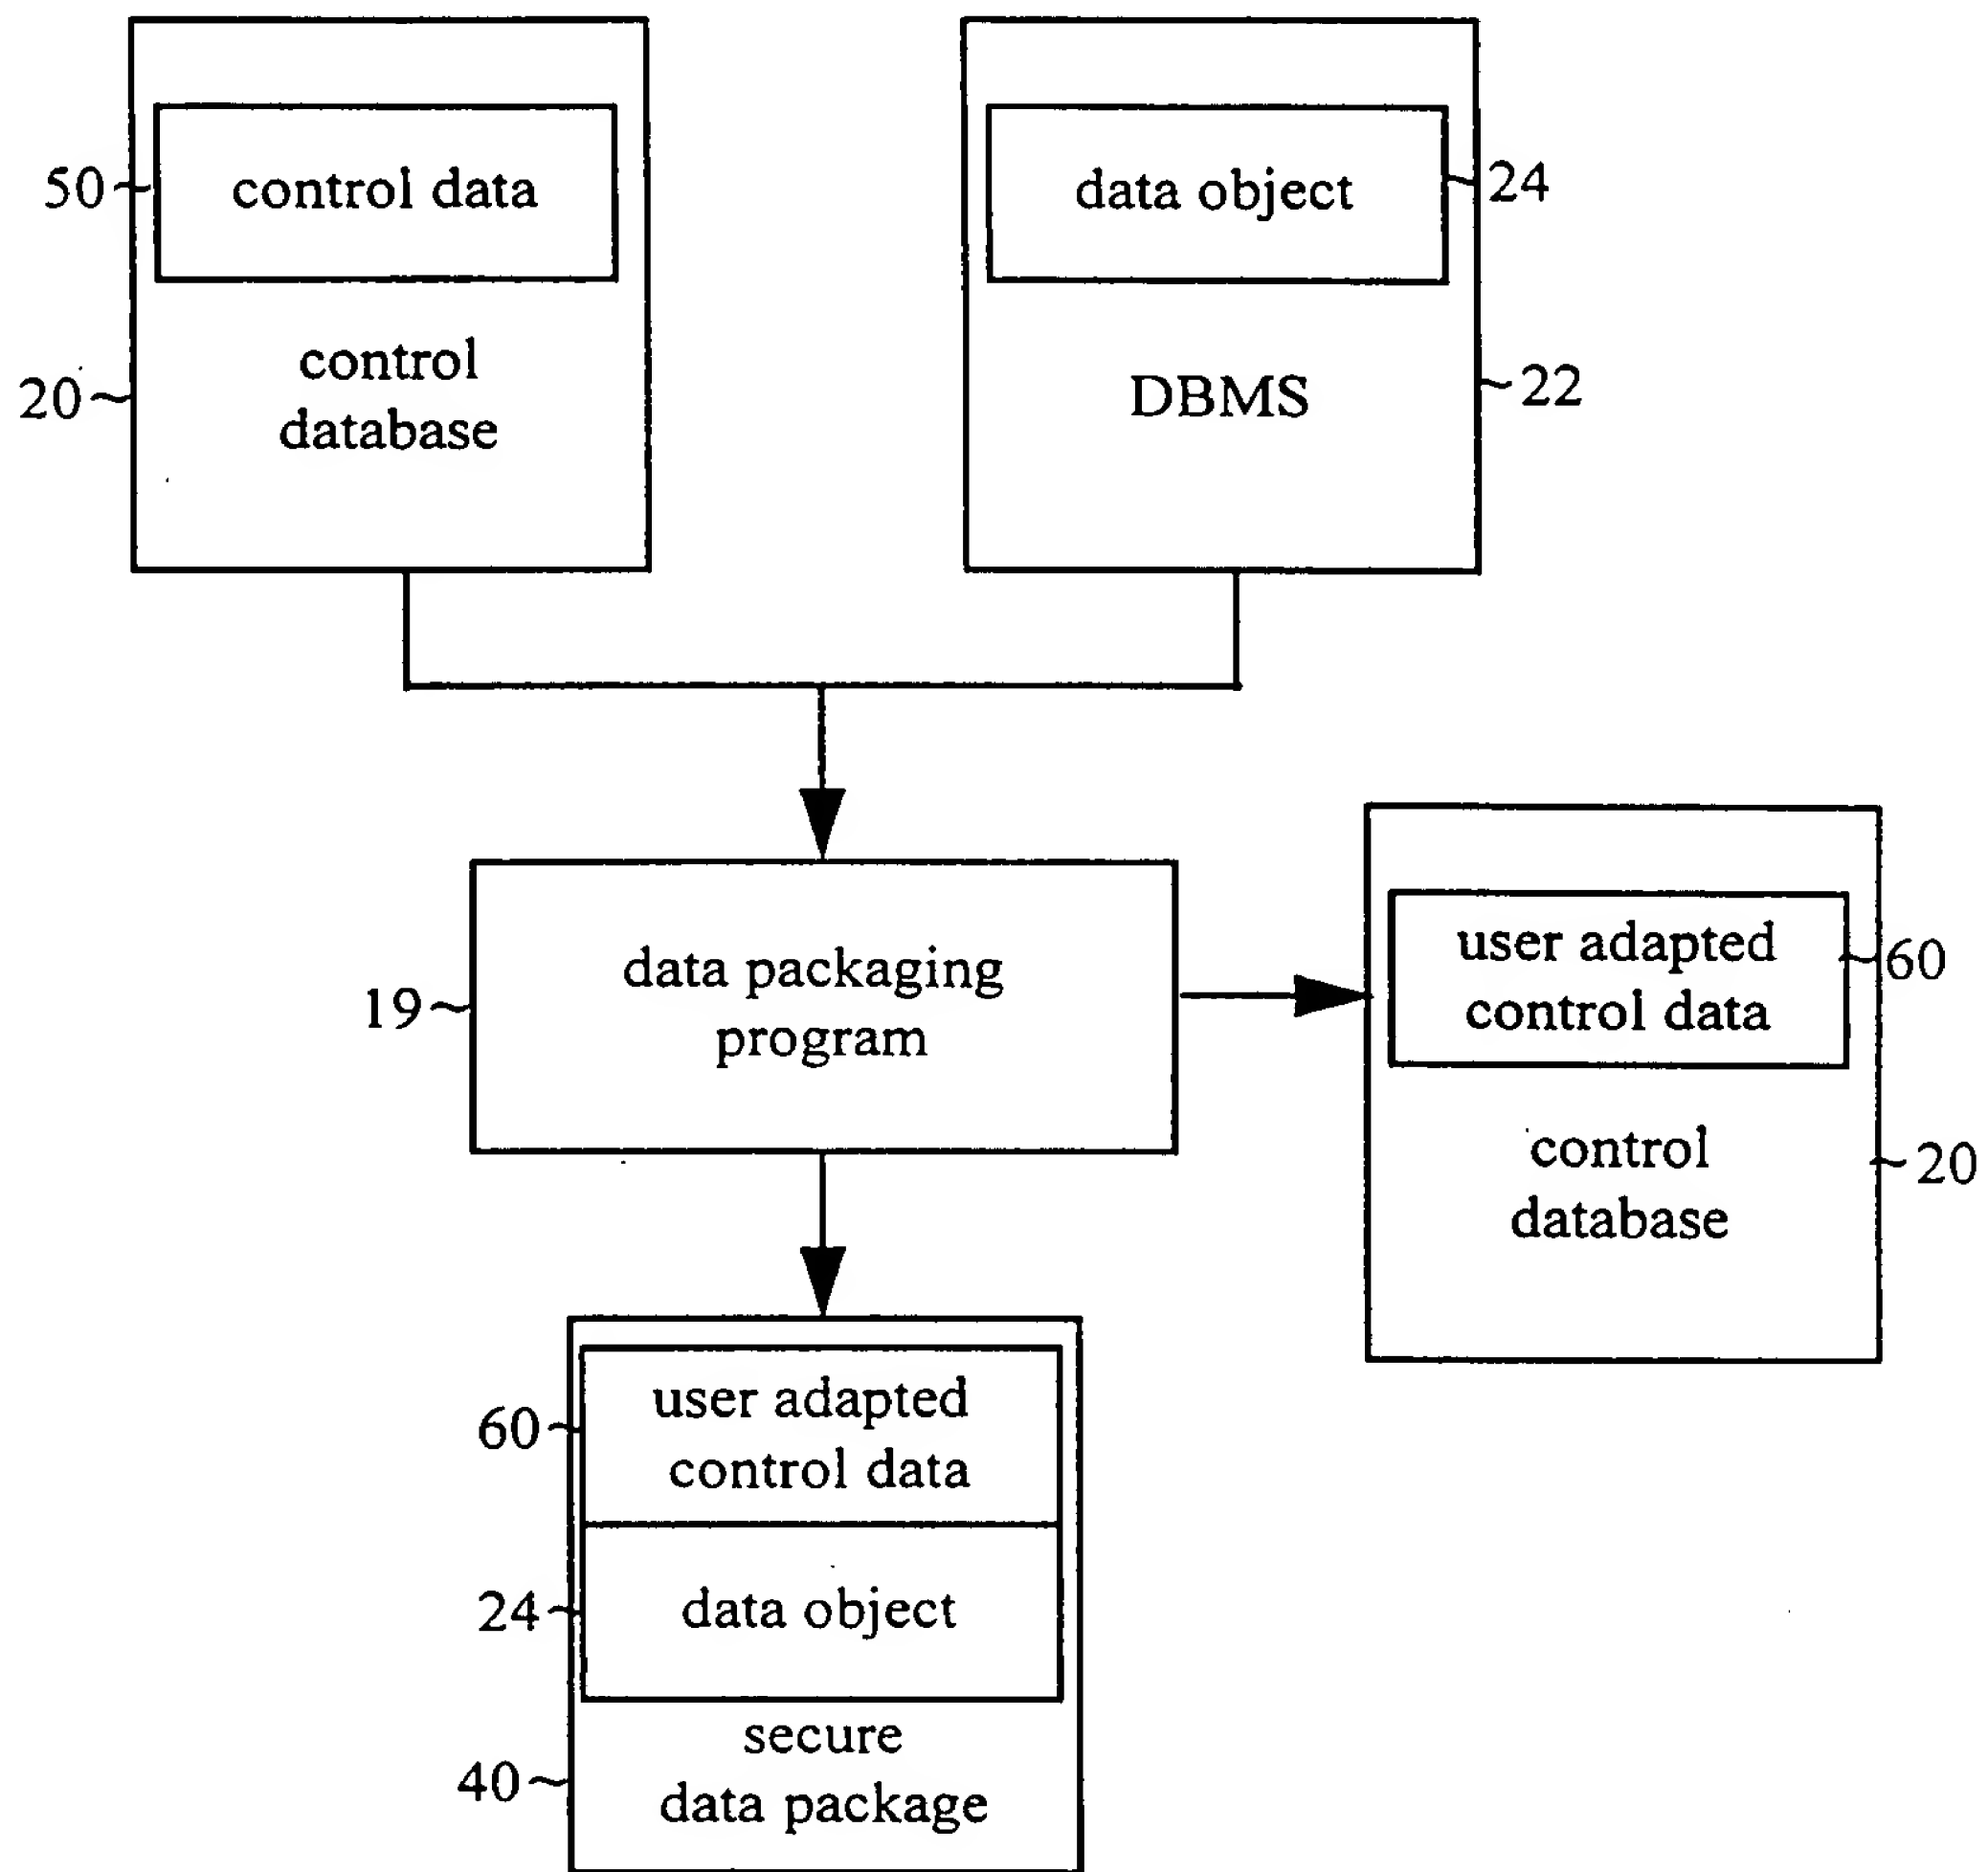 50
control data
control
database
20
data object
24
DBMS
22
data packaging
program
19
user adapted
control data
60
control
database
20
user adapted
control data
60
data object
24
secure
data package
40